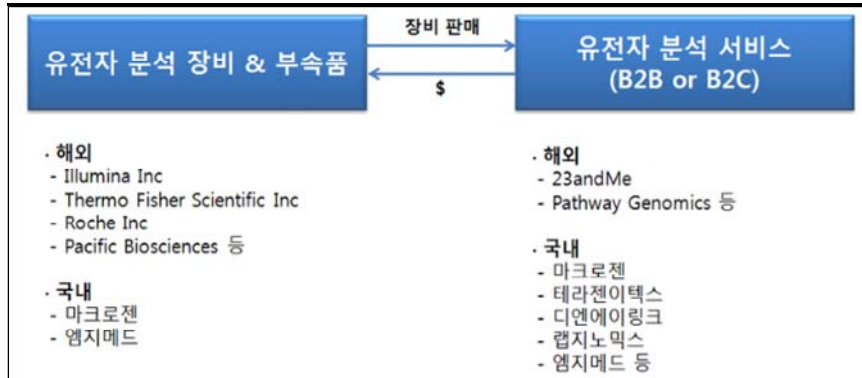 유전자 분석 장비 & 부속품
장비 판매
$
유전자 분석 서비스
(B2B or B2C)
· 해외
- Illumina Inc
- Thermo Fisher Scientific Inc
- Roche Inc
- Pacific Biosciences 등
· 국내
- 마크로젠
- 엠지메드
· 해외
- 23andMe
- Pathway Genomics 등
· 국내
- 마크로젠
- 테라젠이텍스
- 디엔에이링크
- 랩지노믹스
- 엠지메드 등